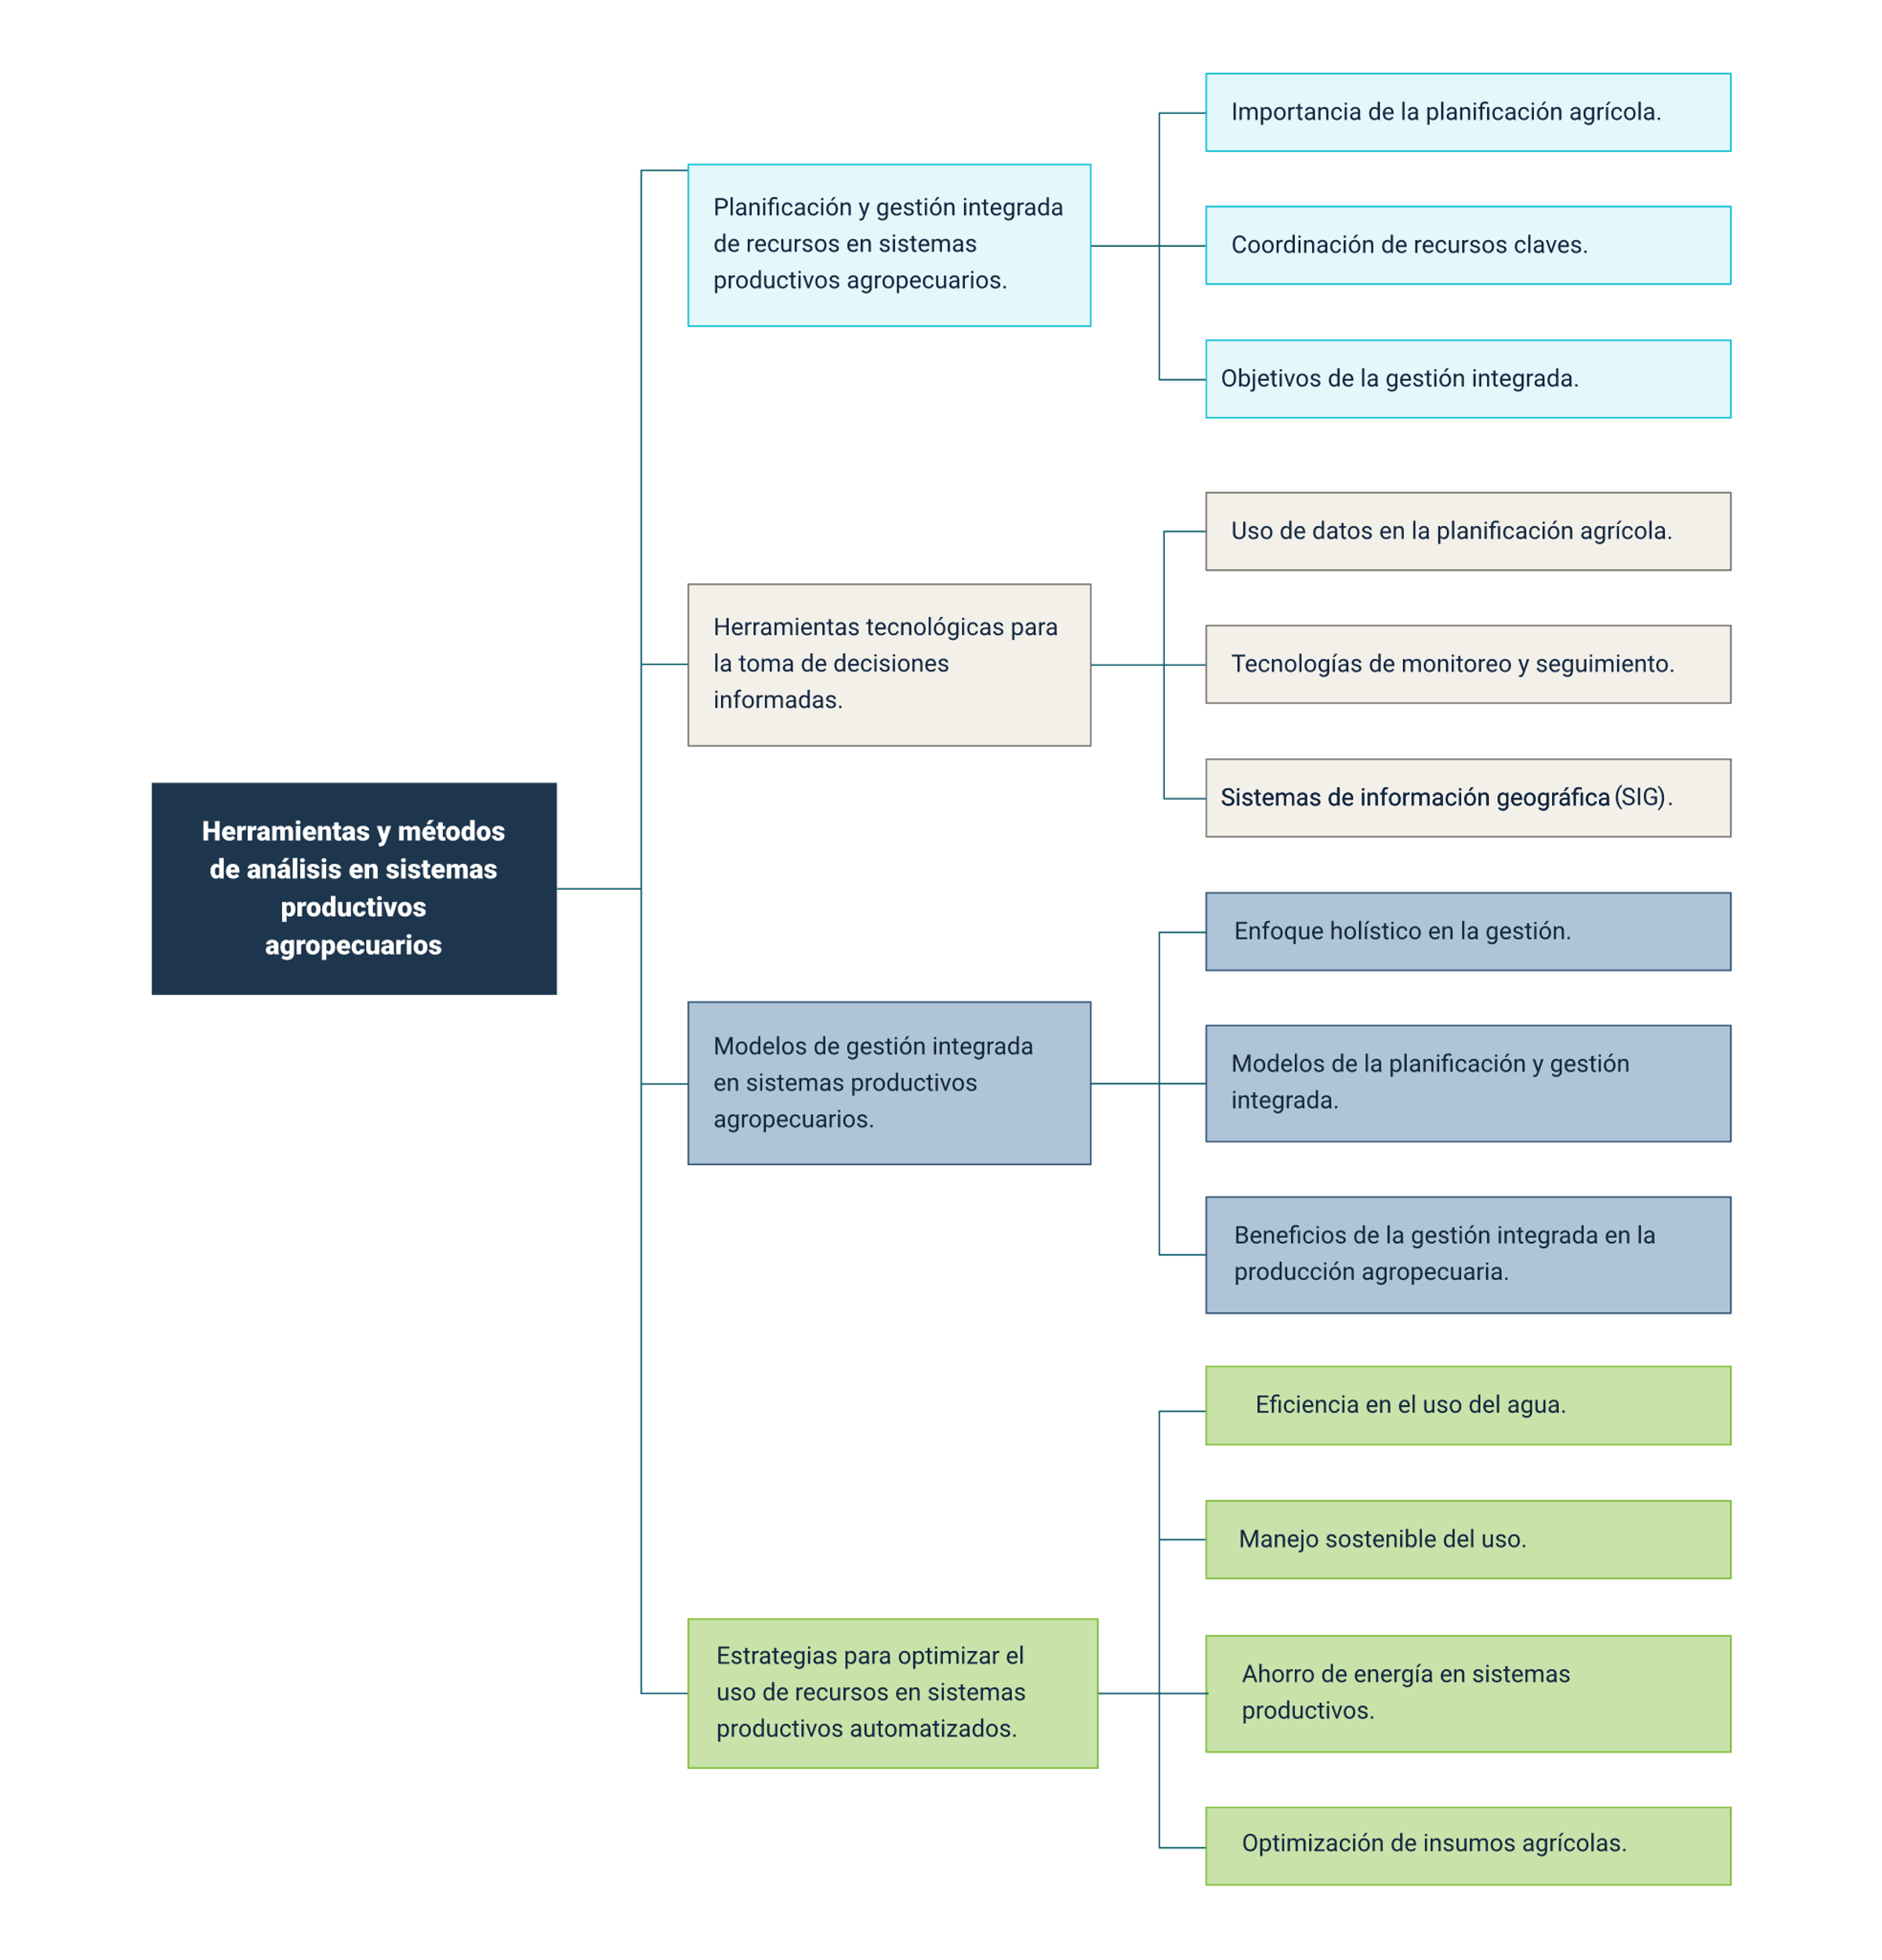 Herramientas y métodos
de análisis en sistemas
productivos
agropecuarios
Planificación y gestión integrada
de recursos en sistemas
productivos agropecuarios.
Importancia de la planificación agrícola.
Coordinación de recursos claves.
Objetivos de la gestión integrada.
Herramientas tecnológicas para
la toma de decisiones
informadas.
Uso de datos en la planificación agrícola.
Tecnologías de monitoreo y seguimiento.
Sistemas de información geográfica (SIG).
Modelos de gestión integrada
en sistemas productivos
agropecuarios.
Enfoque holístico en la gestión.
Modelos de la planificación y gestión
integrada.
Beneficios de la gestión integrada en la
producción agropecuaria.
Estrategias para optimizar el
uso de recursos en sistemas
productivos automatizados.
Eficiencia en el uso del agua.
Manejo sostenible del uso.
Ahorro de energía en sistemas
productivos.
Optimización de insumos agrícolas.